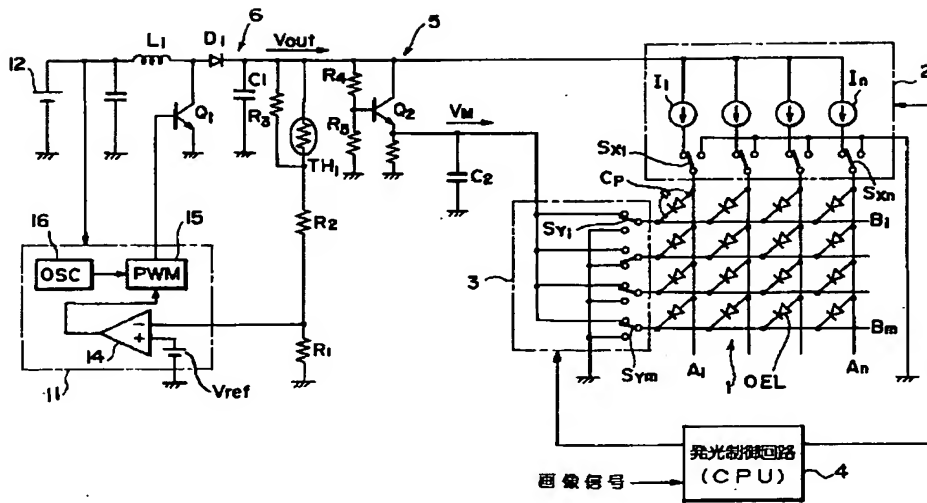 6
5
L1
D1
Vout
12
C1
R4
I1
In
2
Q1
R3
Q2
VM
R5
TH1
SX1
SXn
C2
CP
R2
SY1
B1
16
15
OSC
PWM
3
14
R1
SYm
Bm
11
Vref
A1
1
OEL
An
発光制御回路
(CPU)
画像信号
4